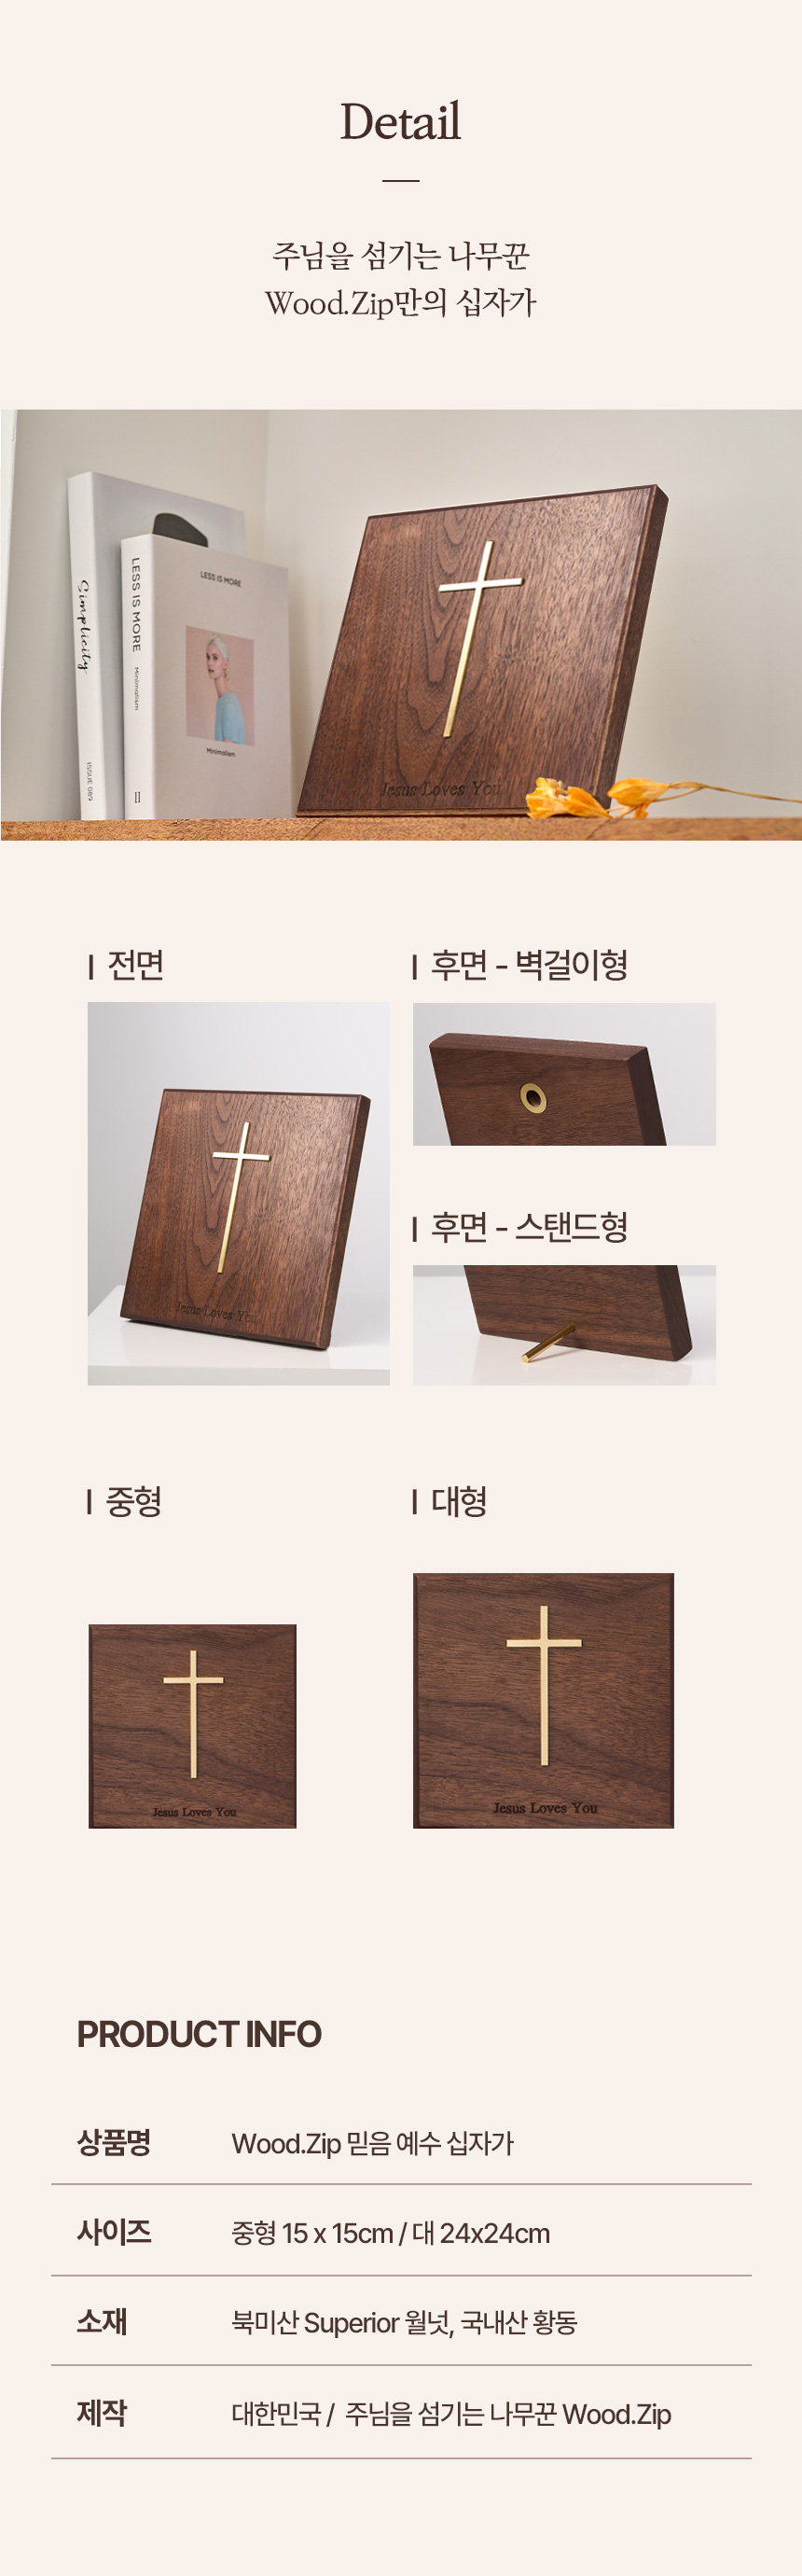 Detail
주님을 섬기는 나무꾼
Wood.Zip만의 십자가
Simplicity
ISSUE 089
LESS IS MORE
Minimalism
II
LESS IS MORE
Minimalism
Jesus Loves You
전면
후면 - 벽걸이형
Jesus Loves You
후면 - 스탠드형
중형
대형
Jesus Loves You
Jesus Loves You
PRODUCT INFO
상품명 Wood.Zip 믿음 예수 십자가
사이즈 중형 15 x 15cm / 대 24x24cm
소재 북미산 Superior 월넛, 국내산 황동
제작 대한민국 / 주님을 섬기는 나무꾼 Wood.Zip